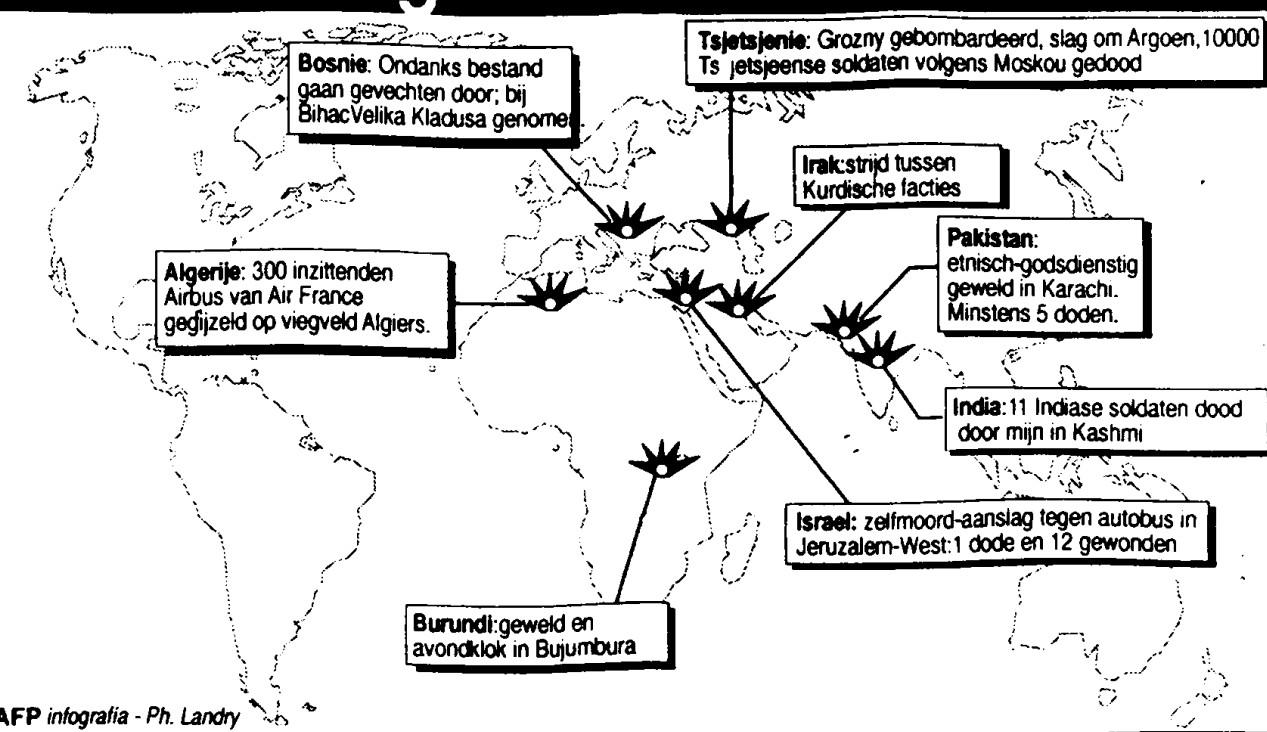 Bosnie: Ondanks bestand
gaan gevechten door; bij
BihacVelika Kladusa genomen.
Tsjetsjenie: Grozny gebombardeerd, slag om Argoen,10000
Tsjetsjeense soldaten volgens Moskou gedood
Irak:strijd tussen
Kurdische facties
Pakistan:
etnisch-godsdienstig
geweld in Karachi.
Minstens 5 doden.
Algerije: 300 inzittenden
Airbus van Air France
gegijzeld op viegveld Algiers.
India:11 Indiase soldaten dood
door mijn in Kashmi
Israel: zelfmoord-aanslag tegen autobus in
Jeruzalem-West:1 dode en 12 gewonden
Burundi:geweld en
avondklok in Bujumbura
AFP infografia - Ph. Landry